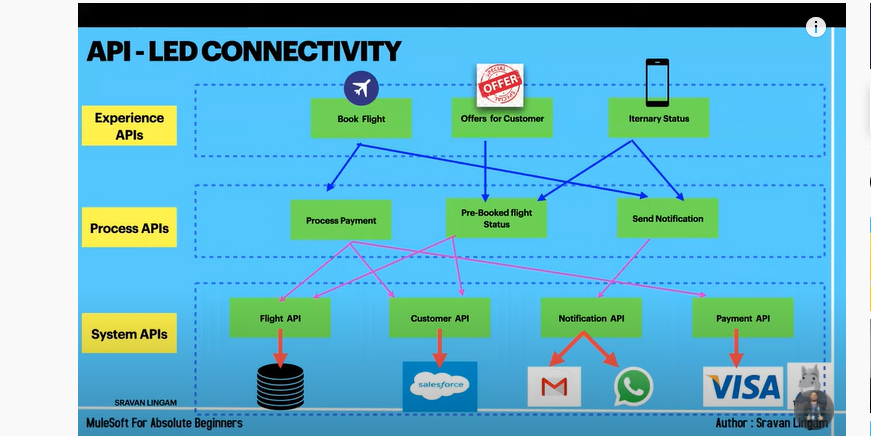 API - LED CONNECTIVITY
SPECIAL
OFFER
SPECIAL
Experience
APIs
Book Flight
Offers for Customer
Iternary Status
Process APIs
Process Payment
Pre-Booked flight
Status
Send Notification
System APIs
Flight API
Customer API
Notification API
Payment API
salesforce
M
VISA
SRAVAN LINGAM
MuleSoft For Absolute Beginners
Author : Sravan Lingam